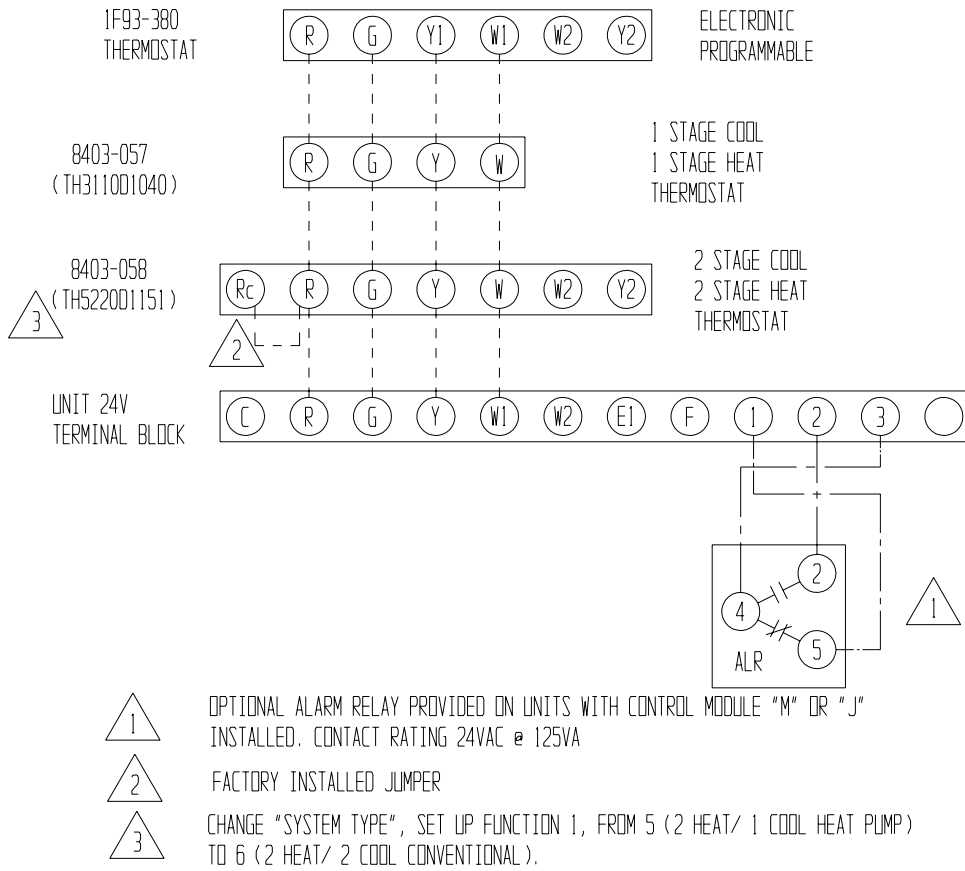 1F93-380
THERMOSTAT
R G Y1 W1 W2 Y2
ELECTRONIC
PROGRAMMABLE
8403-057
(TH3110D1040)
R G Y W
1 STAGE COOL
1 STAGE HEAT
THERMOSTAT
8403-058
(TH5220D1151)
3
Rc R G Y W W2 Y2
2
2 STAGE COOL
2 STAGE HEAT
THERMOSTAT
UNIT 24V
TERMINAL BLOCK
C R G Y W1 W2 E1 F 1 2 3
2
4
5
ALR
1
1
OPTIONAL ALARM RELAY PROVIDED ON UNITS WITH CONTROL MODULE "M" OR "J"
INSTALLED. CONTACT RATING 24VAC @ 125VA
2
FACTORY INSTALLED JUMPER
3
CHANGE "SYSTEM TYPE", SET UP FUNCTION 1, FROM 5 (2 HEAT/ 1 COOL HEAT PUMP)
TO 6 (2 HEAT/ 2 COOL CONVENTIONAL).